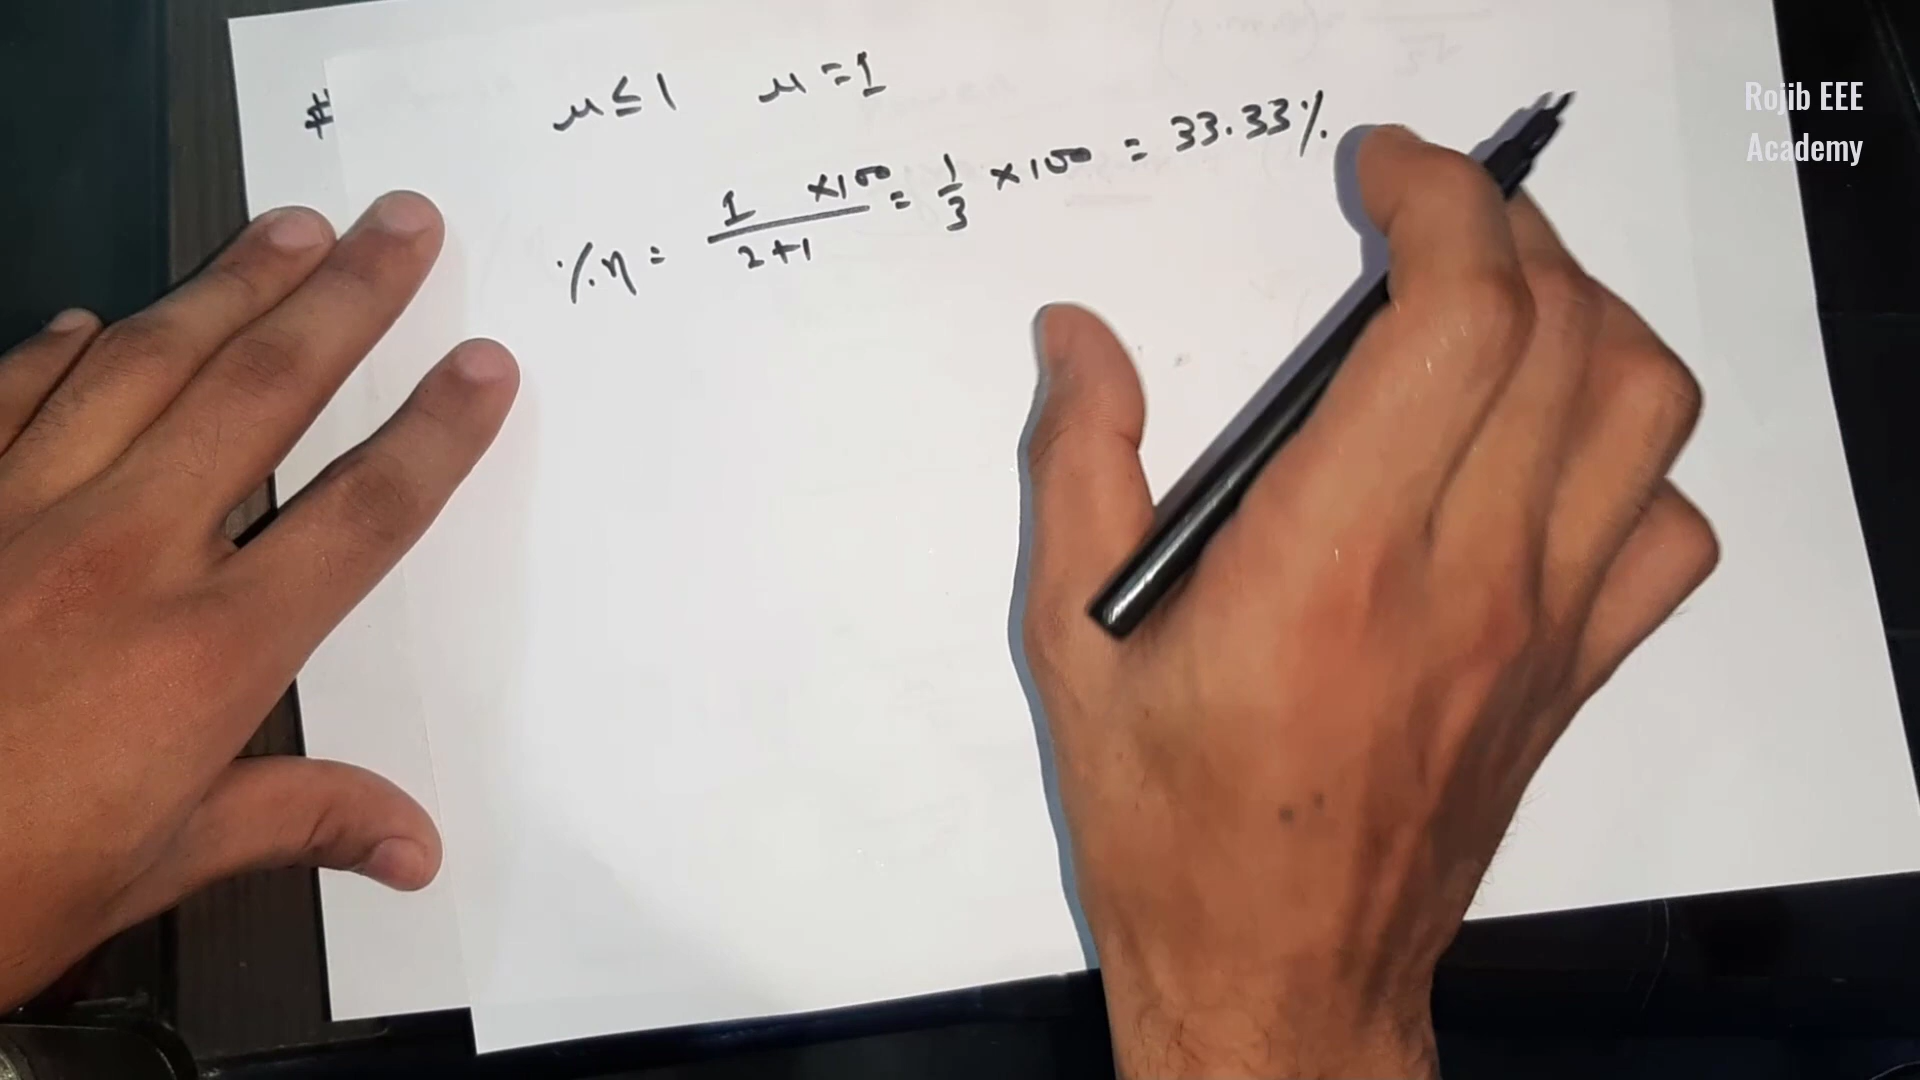 # μ ≤ 1 μ = 1
% η = 1 × 100 / 2+1 = 1/3 × 100 = 33.33%
Rojib EEE
Academy